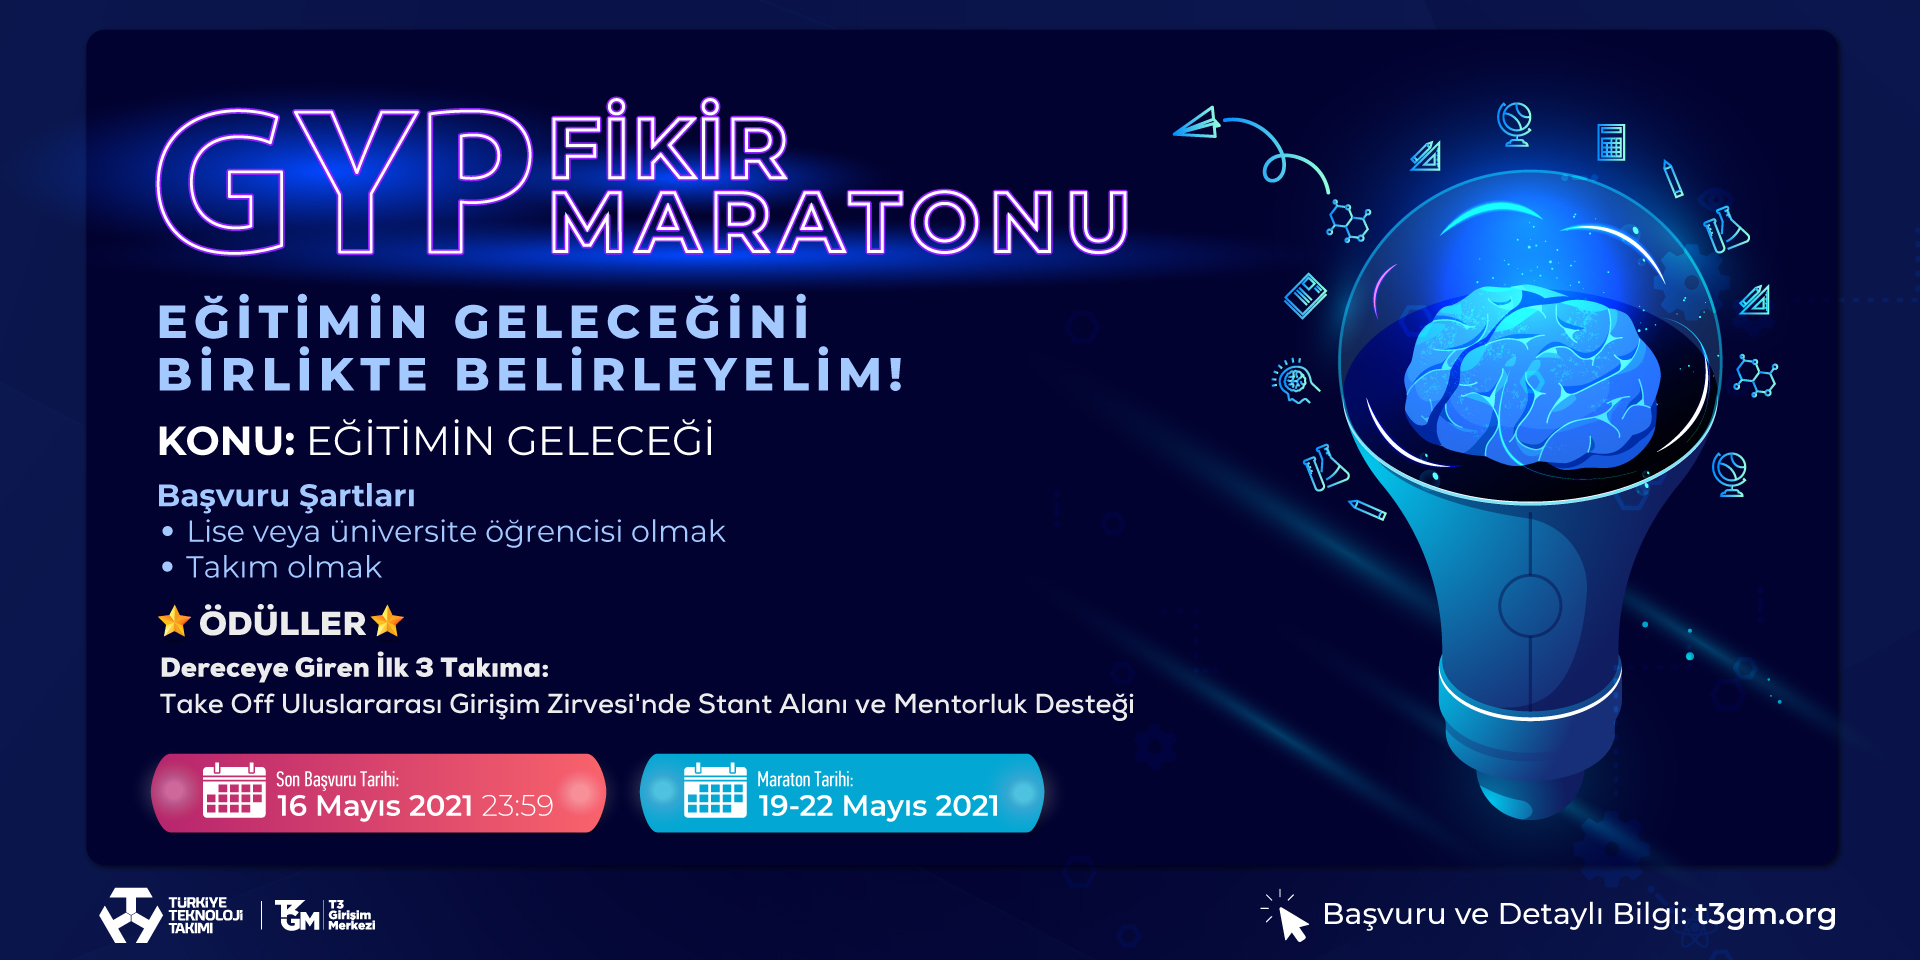 GYP FİKİR
MARATONU
EĞİTİMİN GELECEĞİNİ
BİRLİKTE BELİRLEYELİM!
KONU: EĞİTİMİN GELECEĞİ
Başvuru Şartları
• Lise veya üniversite öğrencisi olmak
• Takım olmak
ÖDÜLLER
Dereceye Giren İlk 3 Takıma:
Take Off Uluslararası Girişim Zirvesi'nde Stant Alanı ve Mentorluk Desteği
Son Başvuru Tarihi:
16 Mayıs 2021 23:59
Maraton Tarihi:
19-22 Mayıs 2021
TÜRKİYE
TEKNOLOJİ
TAKIMI
T3
GM
T3
Girişim
Merkezi
Başvuru ve Detaylı Bilgi: t3gm.org